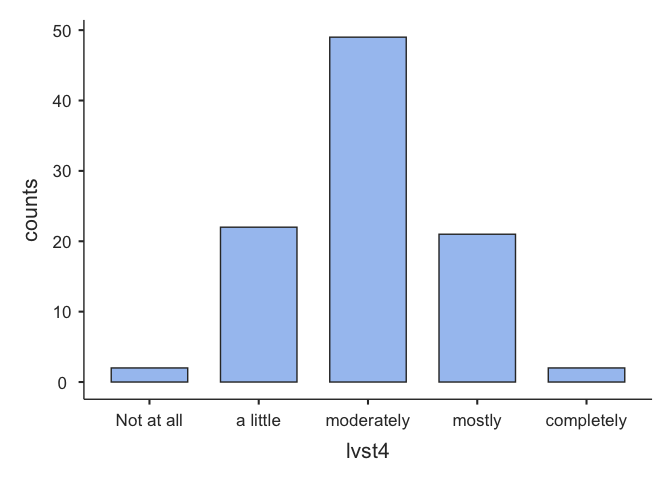 50
40
30
20
10
0
counts
Not at all
a little
moderately
mostly
completely
lvst4